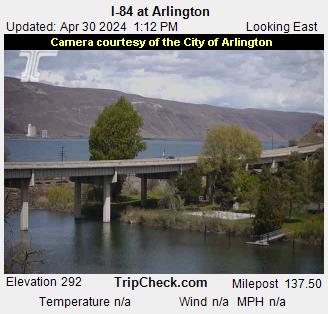 I-84 at Arlington
Updated: Apr 30 2024 1:12 PM Looking East
Camera courtesy of the City of Arlington
Elevation 292 TripCheck.com Milepost 137.50
Temperature n/a Wind n/a MPH n/a